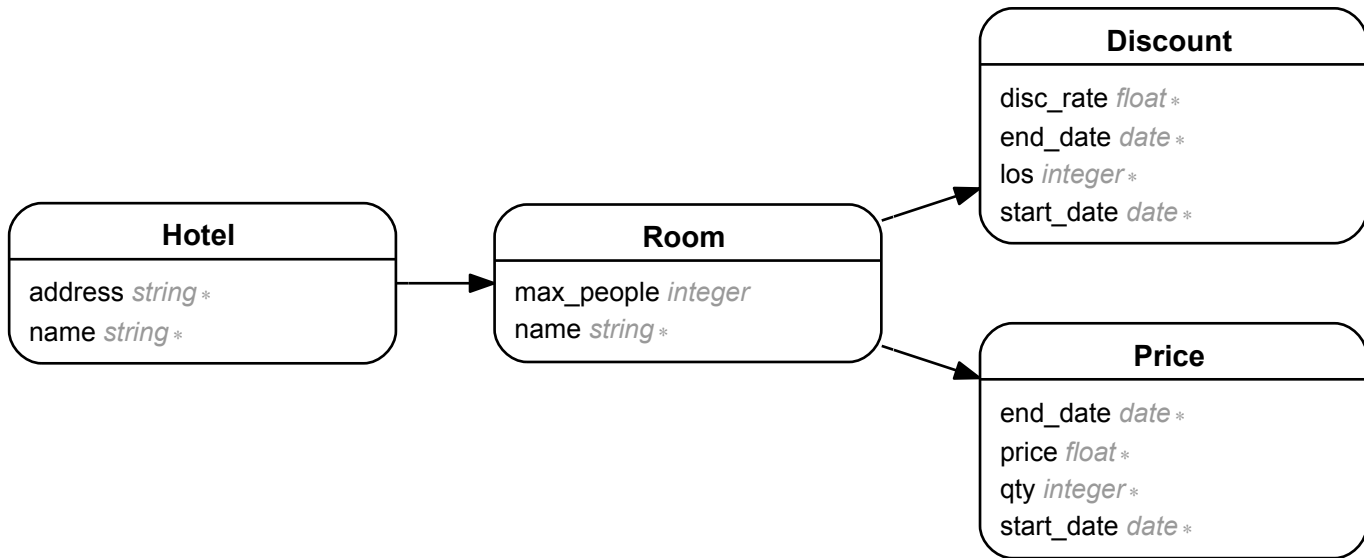 Hotel
address string *
name string *
Room
max_people integer
name string *
Discount
disc_rate float *
end_date date *
los integer *
start_date date *
Price
end_date date *
price float *
qty integer *
start_date date *